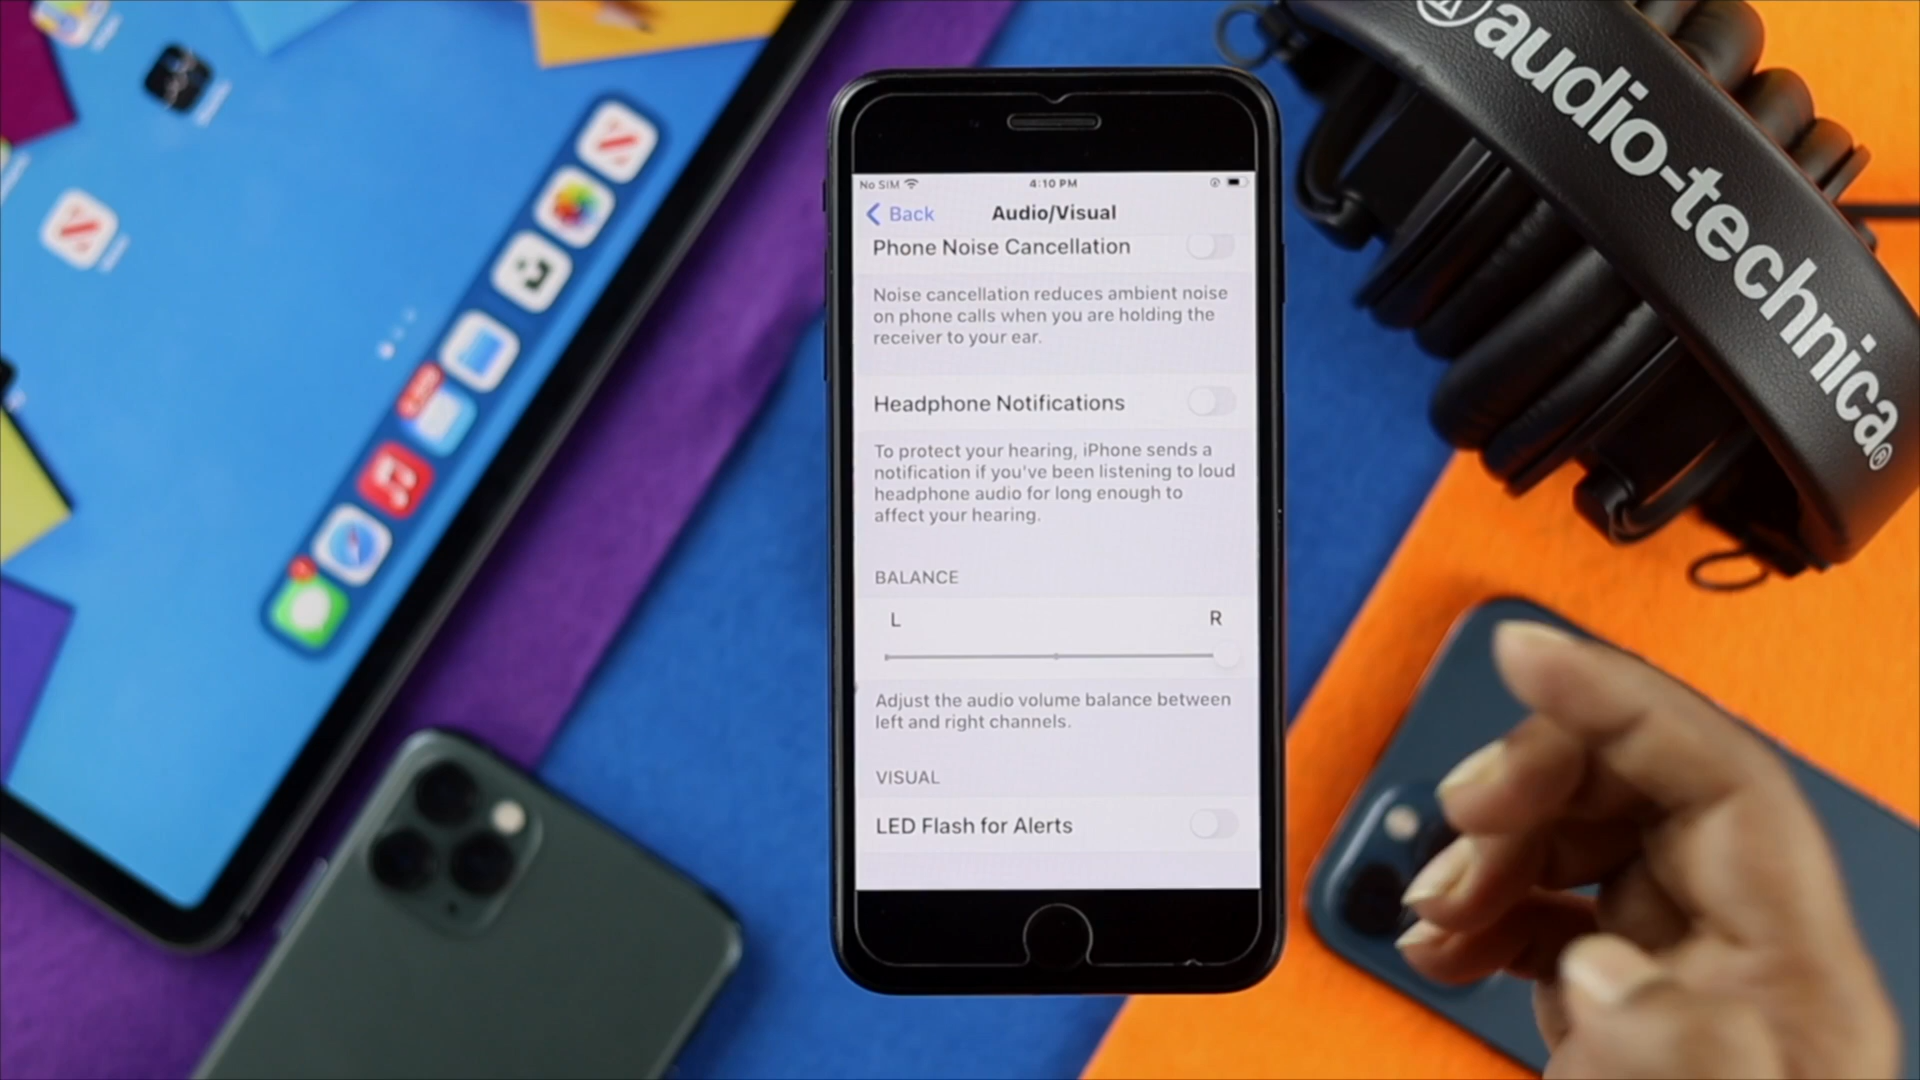 audio-technica®
No SIM
4:10 PM
Back
Audio/Visual
Phone Noise Cancellation
Noise cancellation reduces ambient noise
on phone calls when you are holding the
receiver to your ear.
Headphone Notifications
To protect your hearing, iPhone sends a
notification if you've been listening to loud
headphone audio for long enough to
affect your hearing.
BALANCE
L
R
Adjust the audio volume balance between
left and right channels.
VISUAL
LED Flash for Alerts